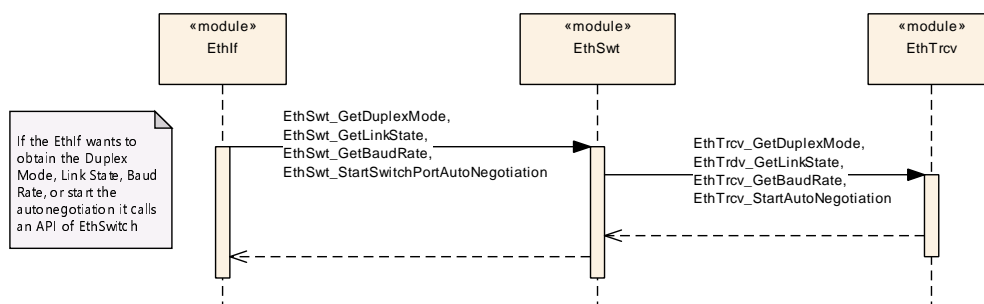 «module»
EthIf
«module»
EthSwt
«module»
EthTrcv
If the EthIf wants to
obtain the Duplex
Mode, Link State, Baud
Rate, or start the
autonegotiation it calls
an API of EthSwitch
EthSwt_GetDuplexMode,
EthSwt_GetLinkState,
EthSwt_GetBaudRate,
EthSwt_StartSwitchPortAutoNegotiation
EthTrcv_GetDuplexMode,
EthTrdv_GetLinkState,
EthTrcv_GetBaudRate,
EthTrcv_StartAutoNegotiation